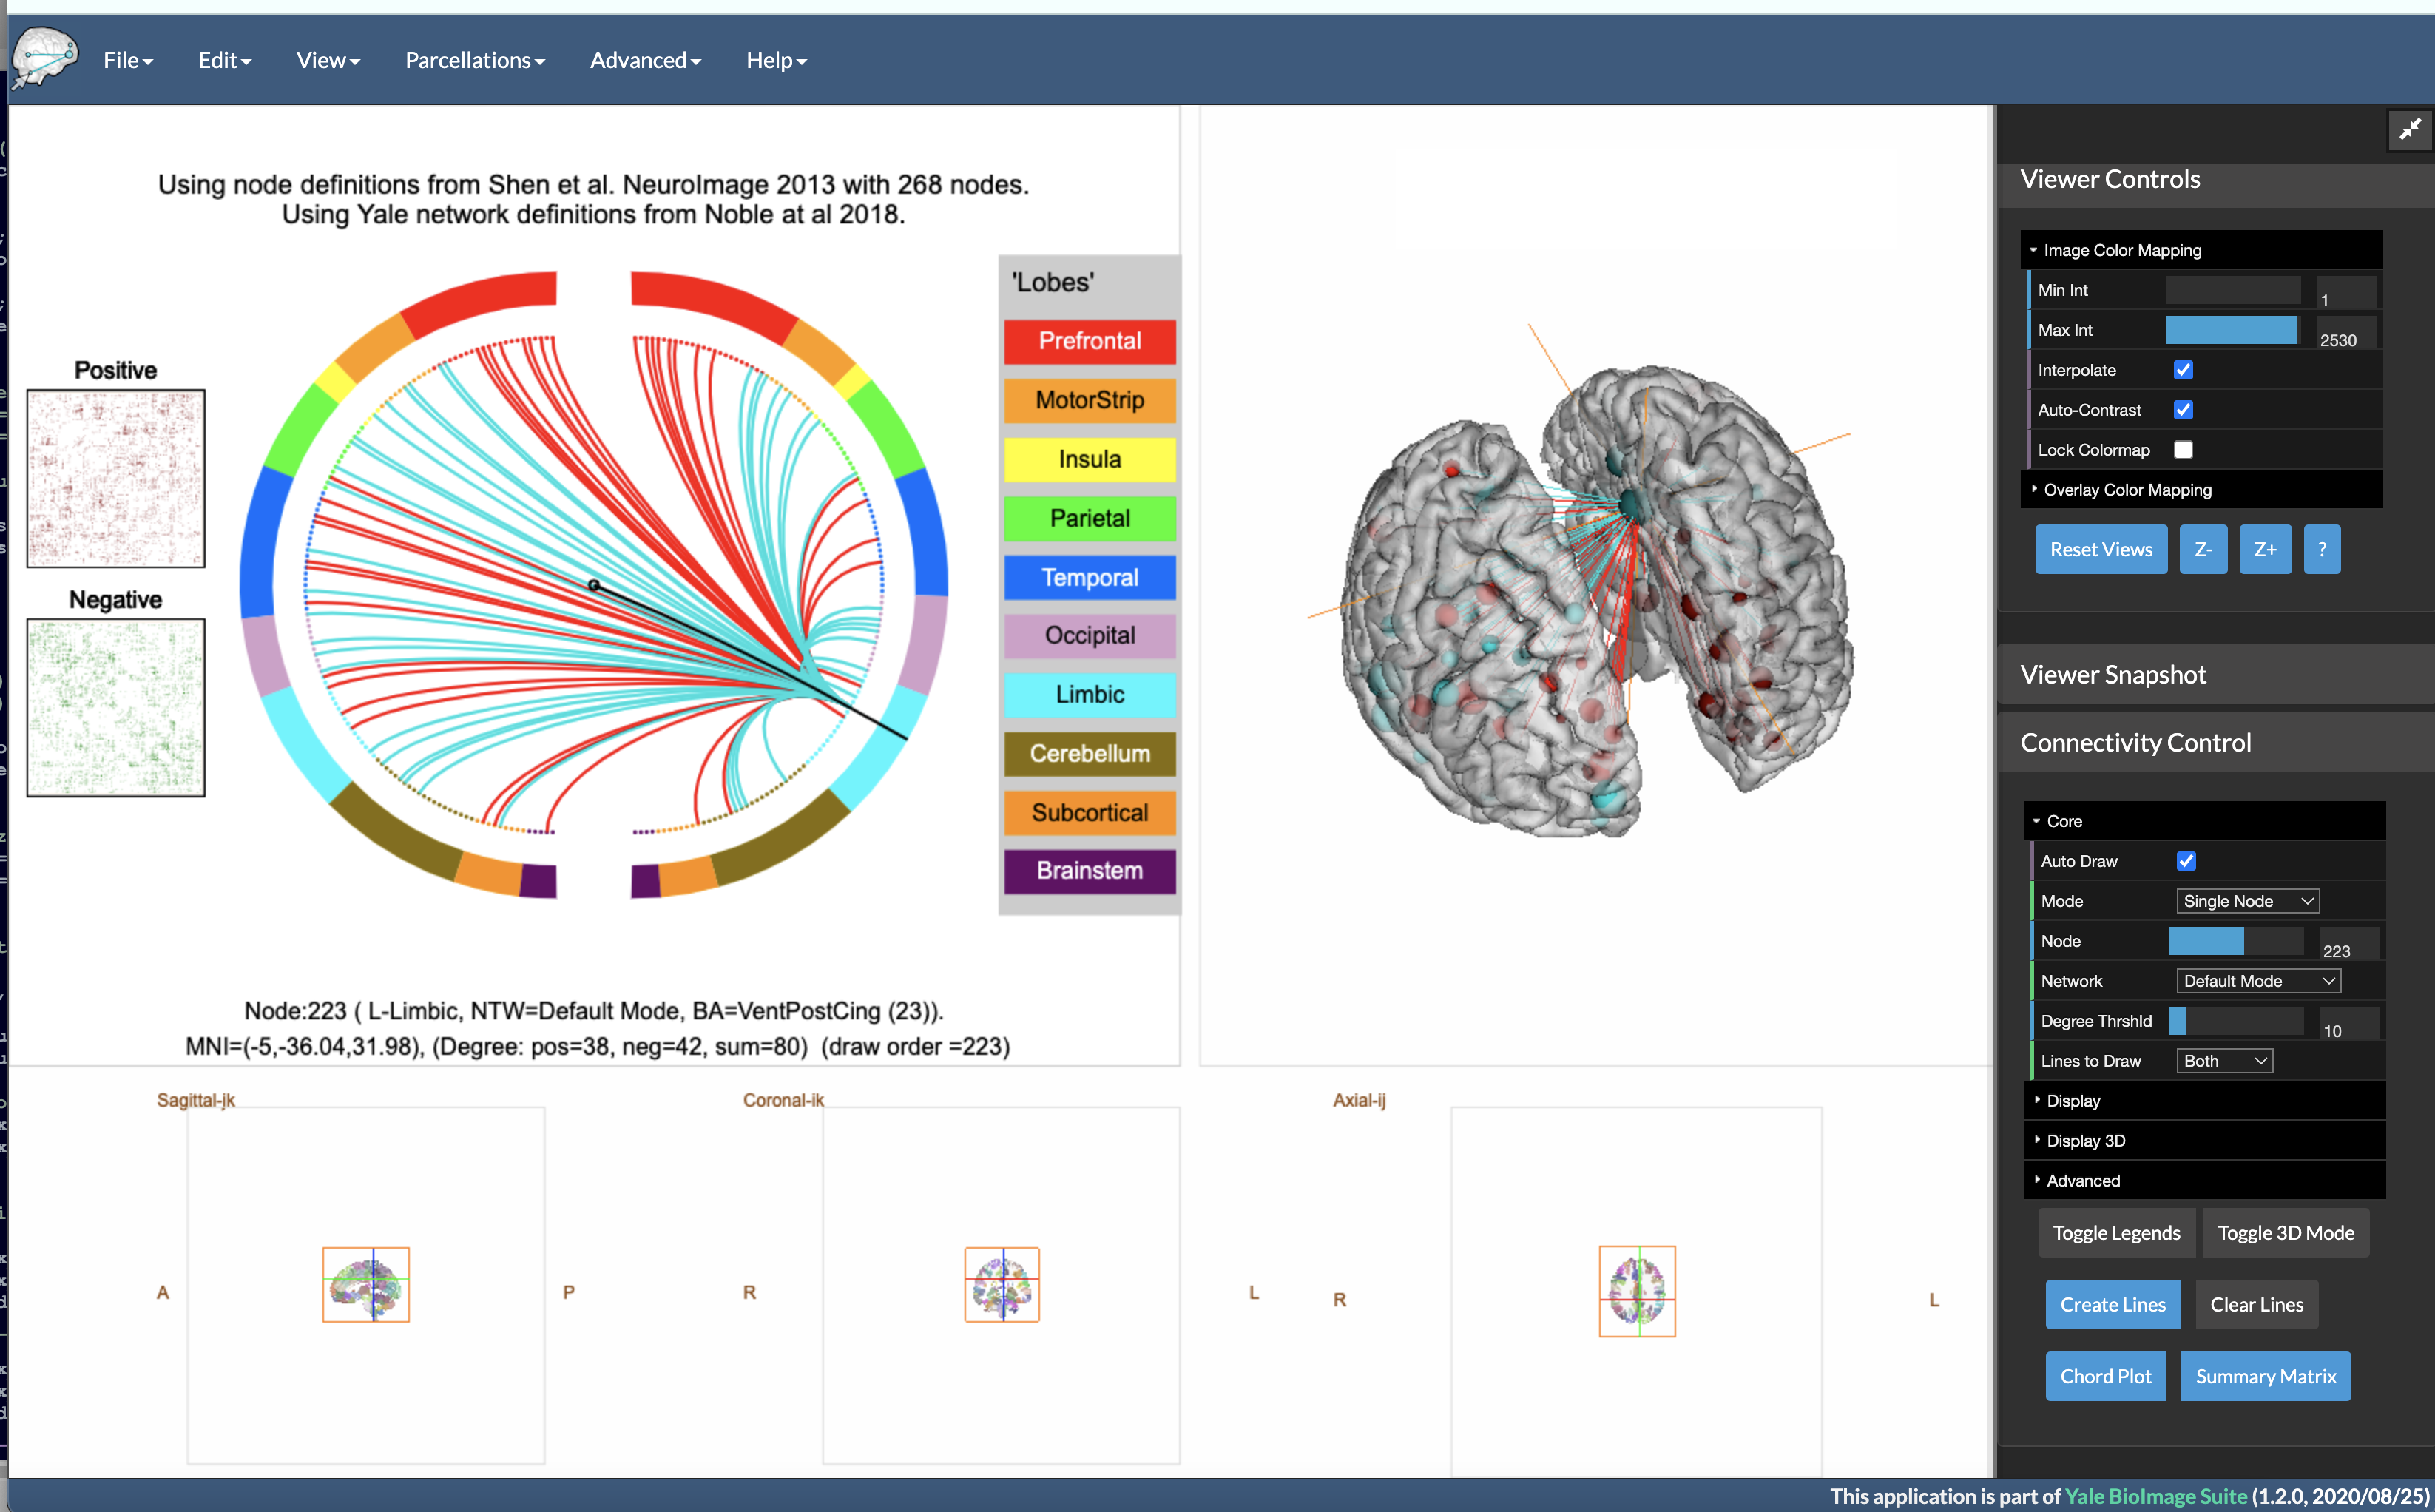 File
Edit
View
Parcellations
Advanced
Help
Using node definitions from Shen et al. NeuroImage 2013 with 268 nodes.
Using Yale network definitions from Noble at al 2018.
Positive
Negative
'Lobes'
Prefrontal
MotorStrip
Insula
Parietal
Temporal
Occipital
Limbic
Cerebellum
Subcortical
Brainstem
Node:223 ( L-Limbic, NTW=Default Mode, BA=VentPostCing (23)).
MNI=(-5,-36.04,31.98), (Degree: pos=38, neg=42, sum=80) (draw order =223)
Sagittal-jk
A
P
Coronal-ik
R
L
Axial-ij
R
L
Viewer Controls
Image Color Mapping
Min Int 1
Max Int 2530
Interpolate
Auto-Contrast
Lock Colormap
Overlay Color Mapping
Reset Views Z- Z+ ?
Viewer Snapshot
Connectivity Control
Core
Auto Draw
Mode Single Node
Node 223
Network Default Mode
Degree Thrshld 10
Lines to Draw Both
Display
Display 3D
Advanced
Toggle Legends Toggle 3D Mode
Create Lines Clear Lines
Chord Plot Summary Matrix
This application is part of Yale BioImage Suite (1.2.0, 2020/08/25)